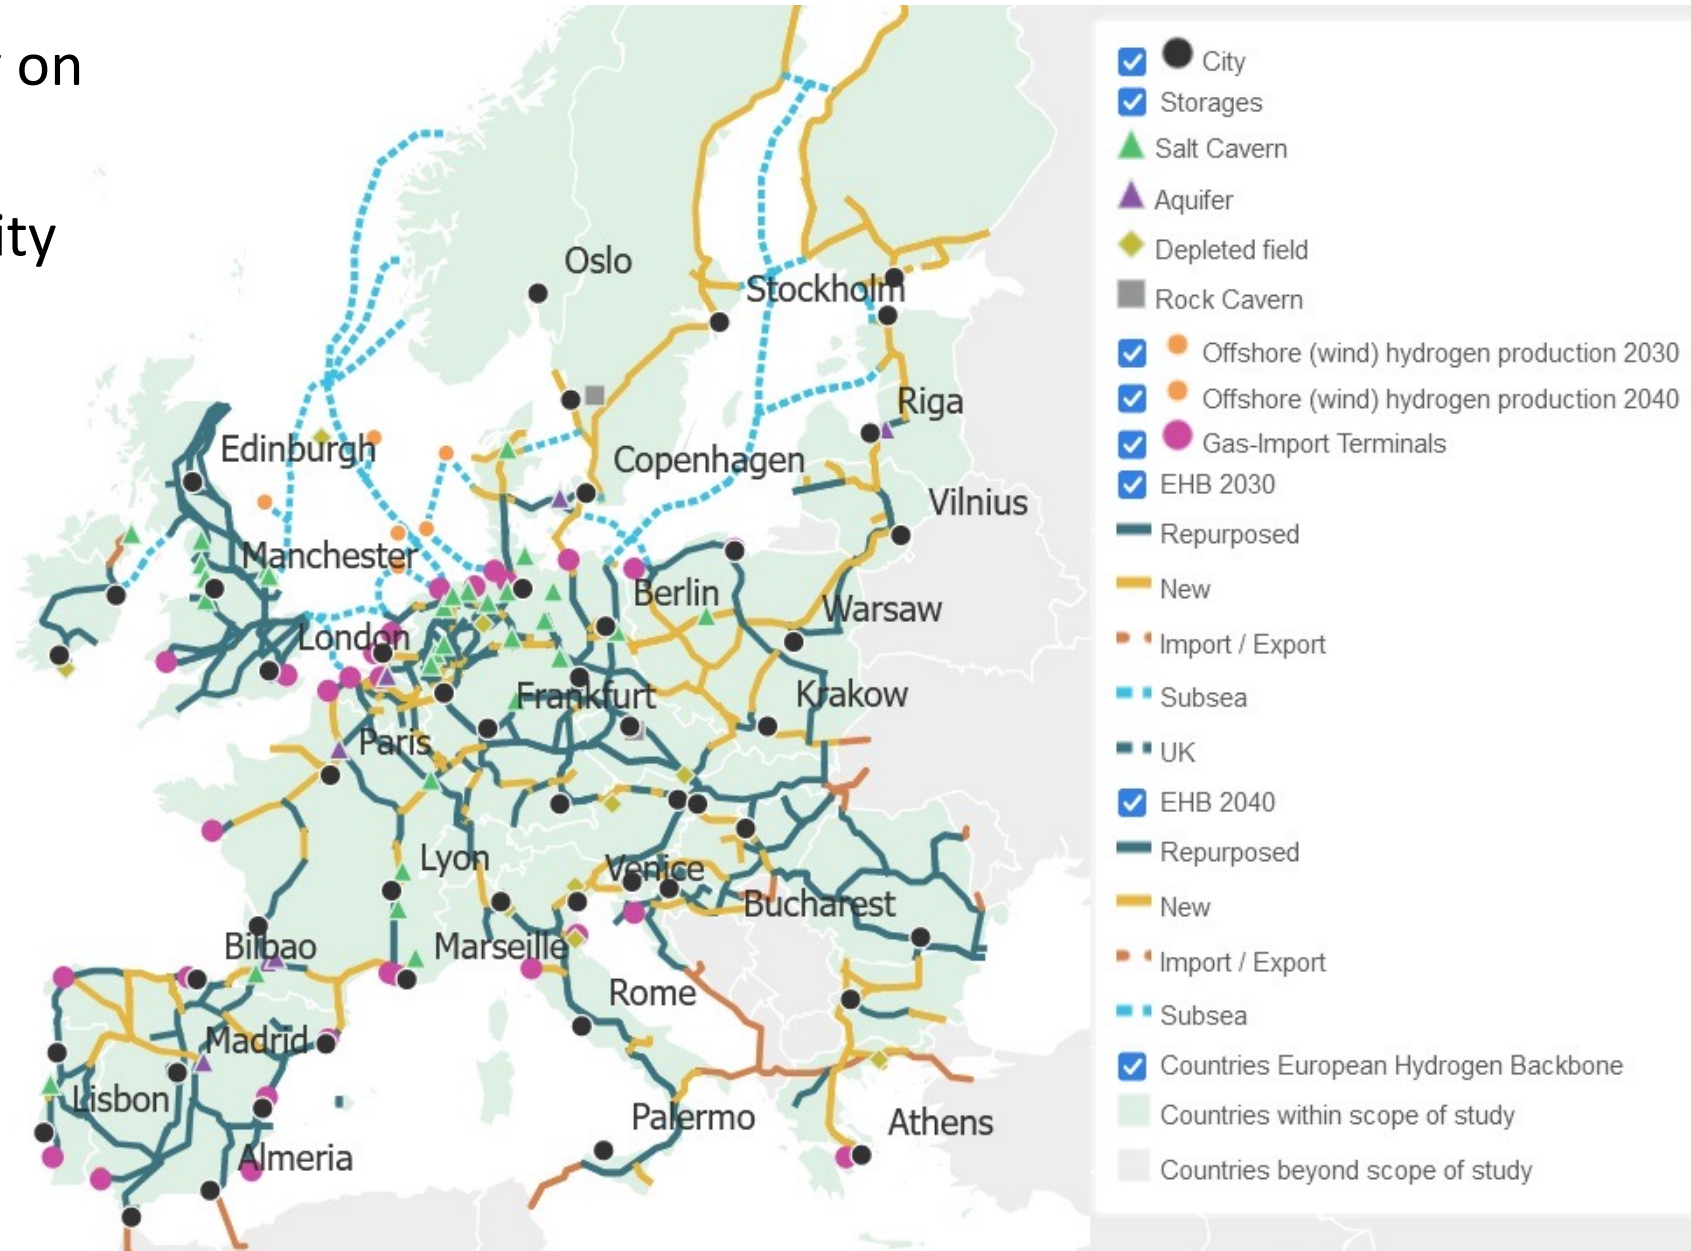 on
ity
Oslo
Stockholm
Riga
Edinburgh
Copenhagen
Vilnius
Manchester
Berlin
Warsaw
London
Frankfurt
Krakow
Paris
Lyon
Venice
Bucharest
Bilbao
Marseille
Rome
Madrid
Lisbon
Palermo
Athens
Almeria
City
Storages
Salt Cavern
Aquifer
Depleted field
Rock Cavern
Offshore (wind) hydrogen production 2030
Offshore (wind) hydrogen production 2040
Gas-Import Terminals
EHB 2030
Repurposed
New
Import / Export
Subsea
UK
EHB 2040
Repurposed
New
Import / Export
Subsea
Countries European Hydrogen Backbone
Countries within scope of study
Countries beyond scope of study